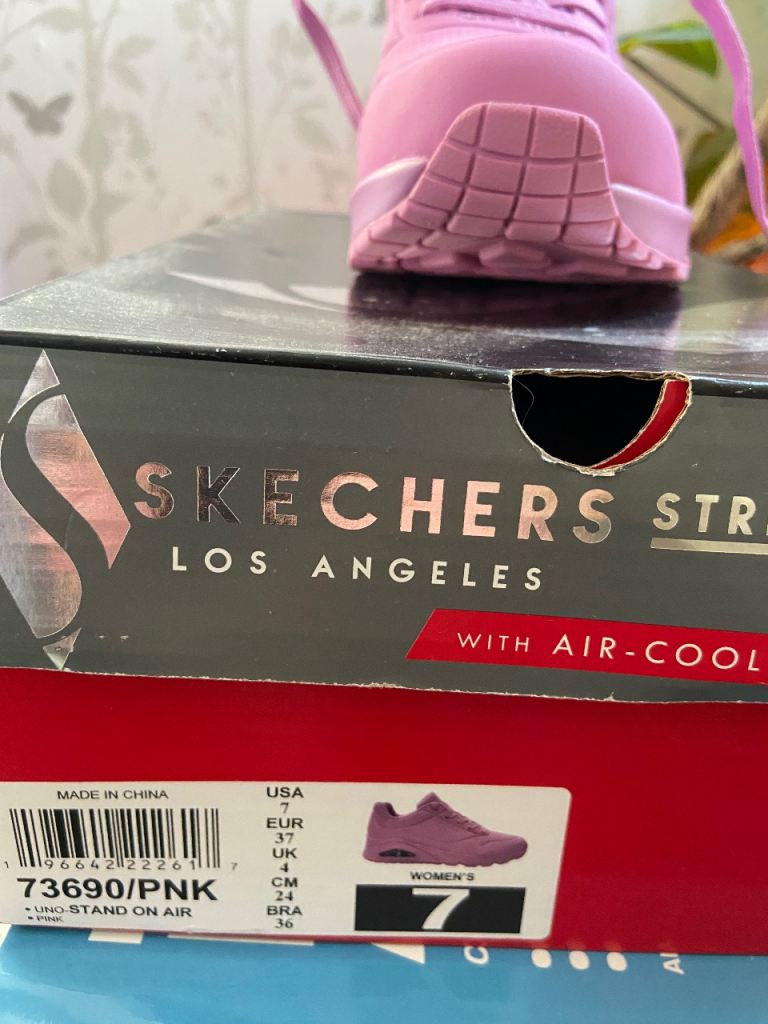 SKECHERS
LOS ANGELES
WITH AIR-COOL
MADE IN CHINA
1 96642 22261 7
73690/PNK
• UNO-STAND ON AIR
• PINK
USA
7
EUR
37
UK
4
CM
24
BRA
36
WOMEN'S
7